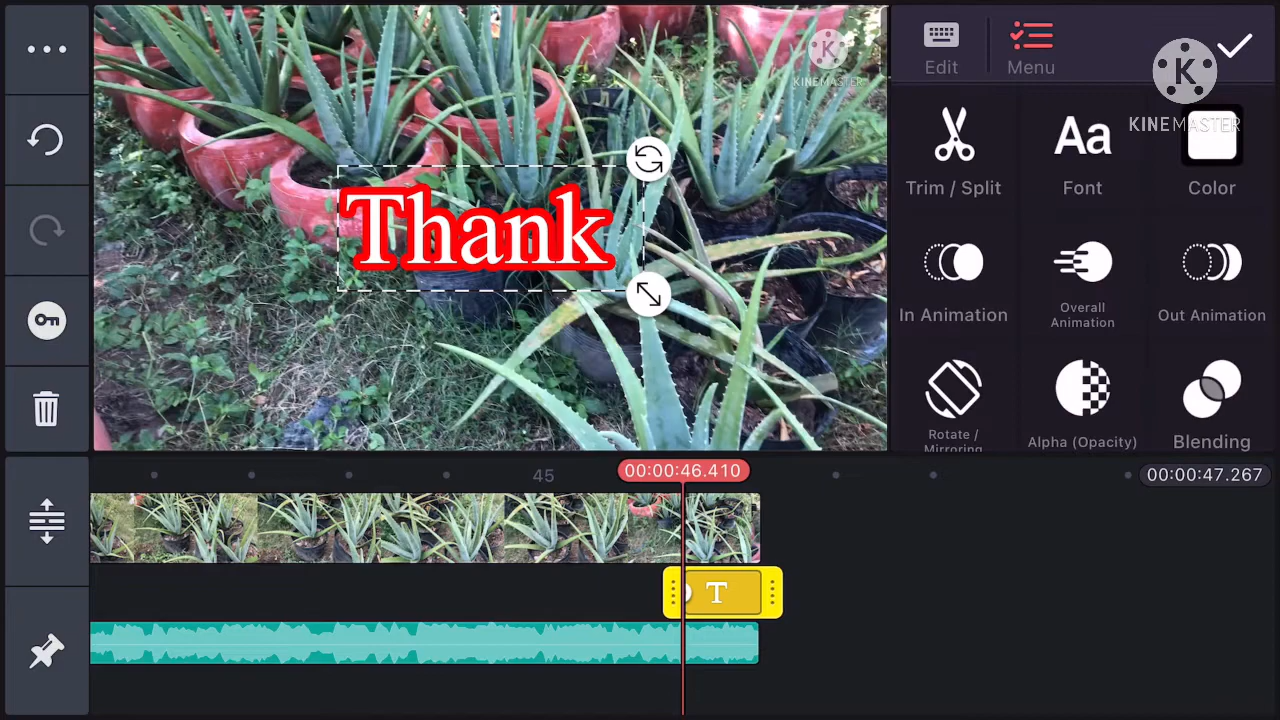 Edit
Menu
K
KINEMASTER
K
KINEMASTER
Trim / Split
Aa
Font
Color
Thank
In Animation
Overall
Animation
Out Animation
Rotate /
Mirroring
Alpha (Opacity)
Blending
45
00:00:46.410
00:00:47.267
T